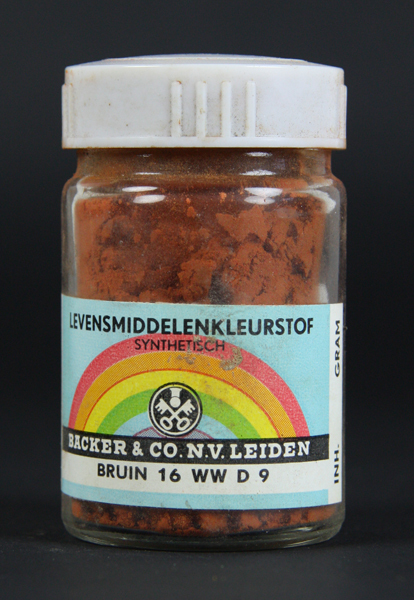 LEVENSMIDDELENKLEURSTOF
SYNTHETISCH
BACKER & CO. N.V. LEIDEN
BRUIN 16 WW D 9
INH. GRAM